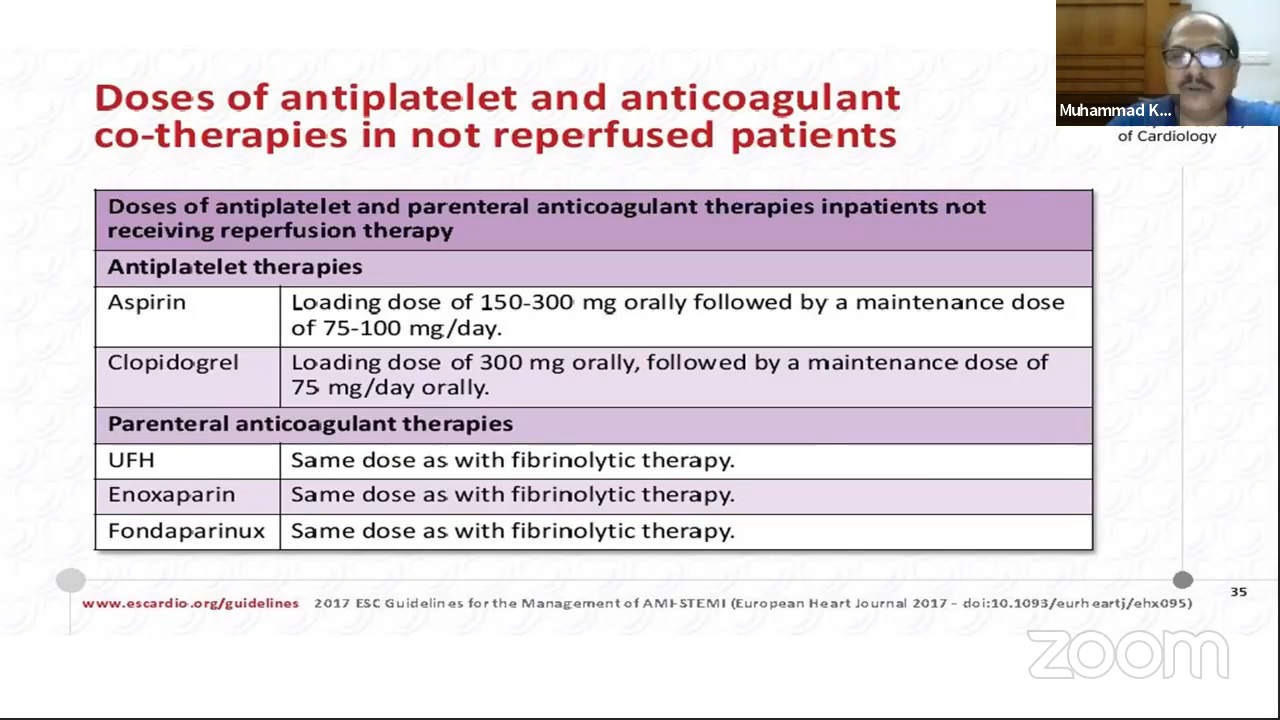 Muhammad K...
of Cardiology
Doses of antiplatelet and anticoagulant
co-therapies in not reperfused patients
Doses of antiplatelet and parenteral anticoagulant therapies inpatients not
receiving reperfusion therapy
Antiplatelet therapies
Aspirin
Loading dose of 150-300 mg orally followed by a maintenance dose
of 75-100 mg/day.
Clopidogrel
Loading dose of 300 mg orally, followed by a maintenance dose of
75 mg/day orally.
Parenteral anticoagulant therapies
UFH
Same dose as with fibrinolytic therapy.
Enoxaparin
Same dose as with fibrinolytic therapy.
Fondaparinux
Same dose as with fibrinolytic therapy.
35
www.escardio.org/guidelines
2017 ESC Guidelines for the Management of AMI-STEMI (European Heart Journal 2017 - doi:10.1093/eurheartj/ehx095)
zoom